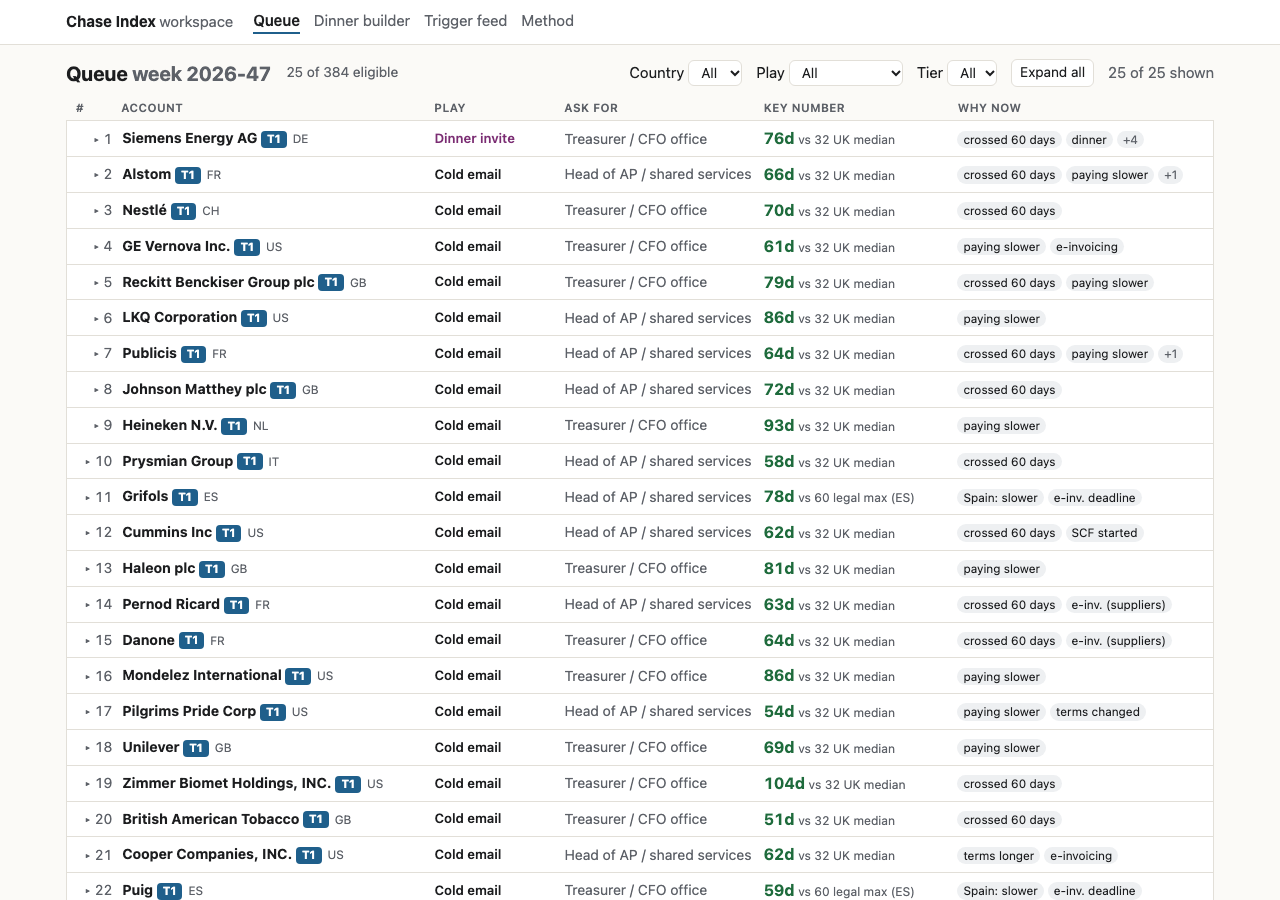 Chase Index workspace Queue Dinner builder Trigger feed Method
Queue week 2026-47 25 of 384 eligible Country All Play All Tier All Expand all 25 of 25 shown
# ACCOUNT PLAY ASK FOR KEY NUMBER WHY NOW
▸ 1 Siemens Energy AG T1 DE Dinner invite Treasurer / CFO office 76d vs 32 UK median crossed 60 days dinner +4
▸ 2 Alstom T1 FR Cold email Head of AP / shared services 66d vs 32 UK median crossed 60 days paying slower +1
▸ 3 Nestlé T1 CH Cold email Treasurer / CFO office 70d vs 32 UK median crossed 60 days
▸ 4 GE Vernova Inc. T1 US Cold email Treasurer / CFO office 61d vs 32 UK median paying slower e-invoicing
▸ 5 Reckitt Benckiser Group plc T1 GB Cold email Treasurer / CFO office 79d vs 32 UK median crossed 60 days paying slower
▸ 6 LKQ Corporation T1 US Cold email Head of AP / shared services 86d vs 32 UK median paying slower
▸ 7 Publicis T1 FR Cold email Head of AP / shared services 64d vs 32 UK median crossed 60 days paying slower +1
▸ 8 Johnson Matthey plc T1 GB Cold email Head of AP / shared services 72d vs 32 UK median crossed 60 days
▸ 9 Heineken N.V. T1 NL Cold email Treasurer / CFO office 93d vs 32 UK median paying slower
▸ 10 Prysmian Group T1 IT Cold email Head of AP / shared services 58d vs 32 UK median crossed 60 days
▸ 11 Grifols T1 ES Cold email Head of AP / shared services 78d vs 60 legal max (ES) Spain: slower e-inv. deadline
▸ 12 Cummins Inc T1 US Cold email Head of AP / shared services 62d vs 32 UK median crossed 60 days SCF started
▸ 13 Haleon plc T1 GB Cold email Treasurer / CFO office 81d vs 32 UK median paying slower
▸ 14 Pernod Ricard T1 FR Cold email Head of AP / shared services 63d vs 32 UK median crossed 60 days e-inv. (suppliers)
▸ 15 Danone T1 FR Cold email Treasurer / CFO office 64d vs 32 UK median crossed 60 days e-inv. (suppliers)
▸ 16 Mondelez International T1 US Cold email Treasurer / CFO office 86d vs 32 UK median paying slower
▸ 17 Pilgrims Pride Corp T1 US Cold email Head of AP / shared services 54d vs 32 UK median paying slower terms changed
▸ 18 Unilever T1 GB Cold email Treasurer / CFO office 69d vs 32 UK median paying slower
▸ 19 Zimmer Biomet Holdings, INC. T1 US Cold email Treasurer / CFO office 104d vs 32 UK median crossed 60 days
▸ 20 British American Tobacco T1 GB Cold email Treasurer / CFO office 51d vs 32 UK median crossed 60 days
▸ 21 Cooper Companies, INC. T1 US Cold email Head of AP / shared services 62d vs 32 UK median terms longer e-invoicing
▸ 22 Puig T1 ES Cold email Treasurer / CFO office 59d vs 60 legal max (ES) Spain: slower e-inv. deadline